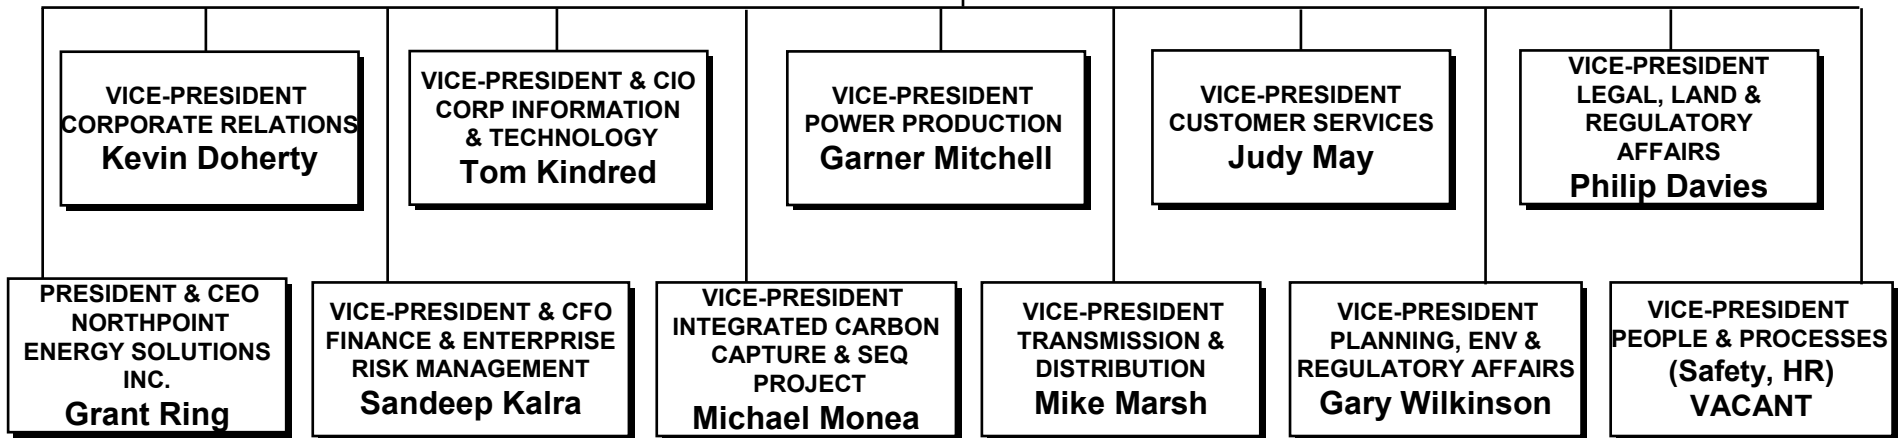 VICE-PRESIDENT
CORPORATE RELATIONS
Kevin Doherty
VICE-PRESIDENT & CIO
CORP INFORMATION
& TECHNOLOGY
Tom Kindred
VICE-PRESIDENT
POWER PRODUCTION
Garner Mitchell
VICE-PRESIDENT
CUSTOMER SERVICES
Judy May
VICE-PRESIDENT
LEGAL, LAND &
REGULATORY
AFFAIRS
Philip Davies
PRESIDENT & CEO
NORTHPOINT
ENERGY SOLUTIONS
INC.
Grant Ring
VICE-PRESIDENT & CFO
FINANCE & ENTERPRISE
RISK MANAGEMENT
Sandeep Kalra
VICE-PRESIDENT
INTEGRATED CARBON
CAPTURE & SEQ
PROJECT
Michael Monea
VICE-PRESIDENT
TRANSMISSION &
DISTRIBUTION
Mike Marsh
VICE-PRESIDENT
PLANNING, ENV &
REGULATORY AFFAIRS
Gary Wilkinson
VICE-PRESIDENT
PEOPLE & PROCESSES
(Safety, HR)
VACANT